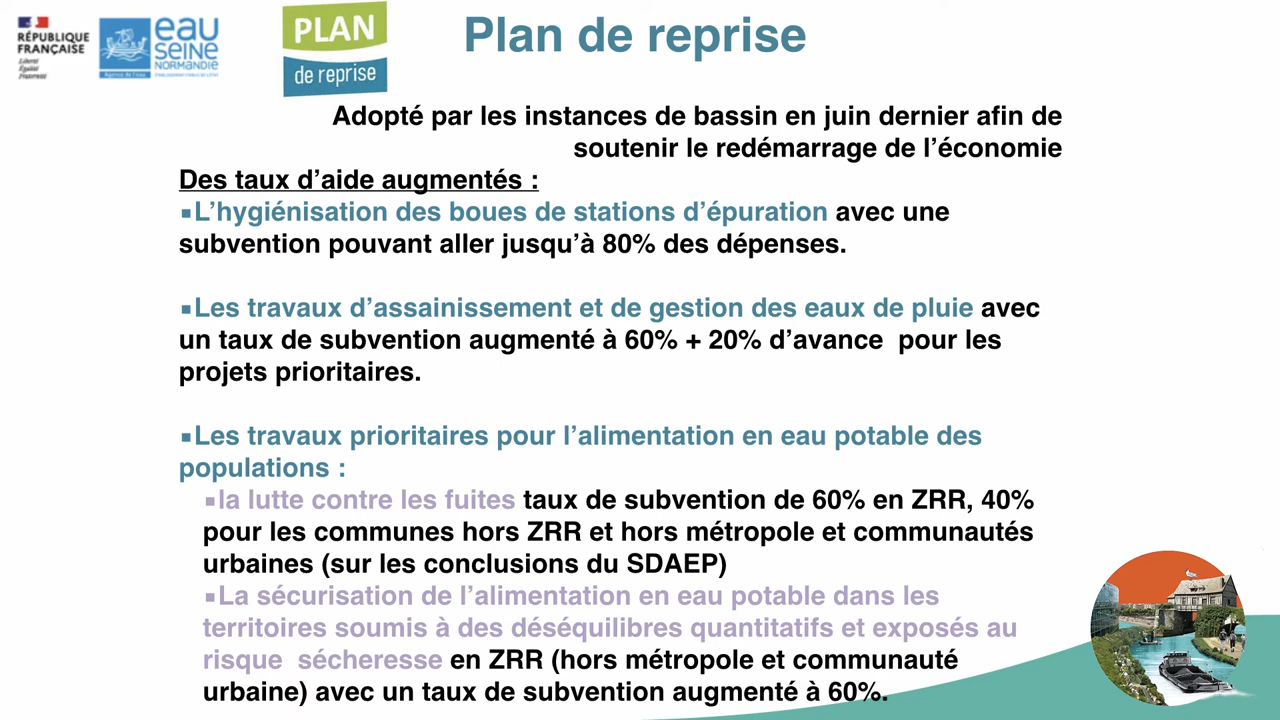 RÉPUBLIQUE
FRANÇAISE
Liberté
Égalité
Fraternité
eau
SEINE
NORMANDIE
Agence de l'eau
PLAN
de reprise
Plan de reprise
Adopté par les instances de bassin en juin dernier afin de
soutenir le redémarrage de l’économie
Des taux d’aide augmentés :
▪L’hygiénisation des boues de stations d’épuration avec une
subvention pouvant aller jusqu’à 80% des dépenses.
▪Les travaux d’assainissement et de gestion des eaux de pluie avec
un taux de subvention augmenté à 60% + 20% d’avance  pour les
projets prioritaires.
▪Les travaux prioritaires pour l’alimentation en eau potable des
populations :
▪la lutte contre les fuites taux de subvention de 60% en ZRR, 40%
pour les communes hors ZRR et hors métropole et communautés
urbaines (sur les conclusions du SDAEP)
▪La sécurisation de l’alimentation en eau potable dans les
territoires soumis à des déséquilibres quantitatifs et exposés au
risque  sécheresse en ZRR (hors métropole et communauté
urbaine) avec un taux de subvention augmenté à 60%.